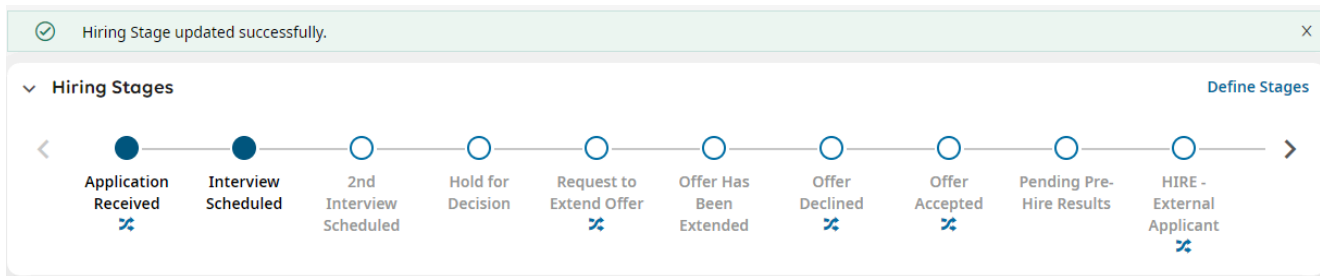 Hiring Stage updated successfully.
X
Hiring Stages
Define Stages
Application
Received
Interview
Scheduled
2nd
Interview
Scheduled
Hold for
Decision
Request to
Extend Offer
Offer Has
Been
Extended
Offer
Declined
Offer
Accepted
Pending Pre-
Hire Results
HIRE -
External
Applicant